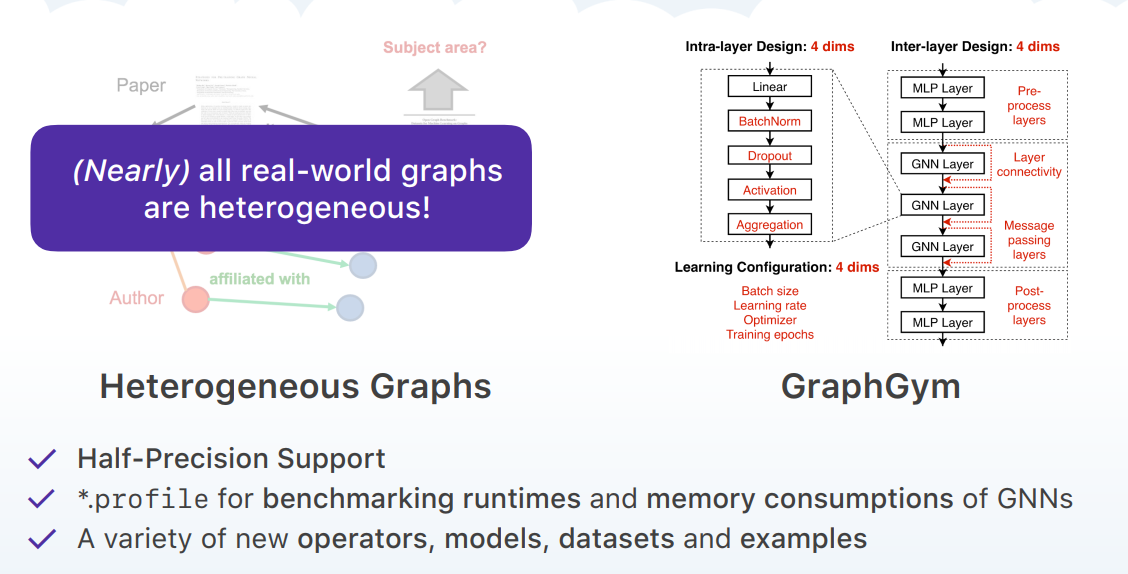 Subject area?
Paper
(Nearly) all real-world graphs
are heterogeneous!
affiliated with
Author
Intra-layer Design: 4 dims
Linear
BatchNorm
Dropout
Activation
Aggregation
Learning Configuration: 4 dims
Batch size
Learning rate
Optimizer
Training epochs
Inter-layer Design: 4 dims
MLP Layer
MLP Layer
Pre-
process
layers
GNN Layer
Layer
connectivity
GNN Layer
GNN Layer
Message
passing
layers
MLP Layer
MLP Layer
Post-
process
layers
Heterogeneous Graphs
GraphGym
Half-Precision Support
*.profile for benchmarking runtimes and memory consumptions of GNNs
A variety of new operators, models, datasets and examples